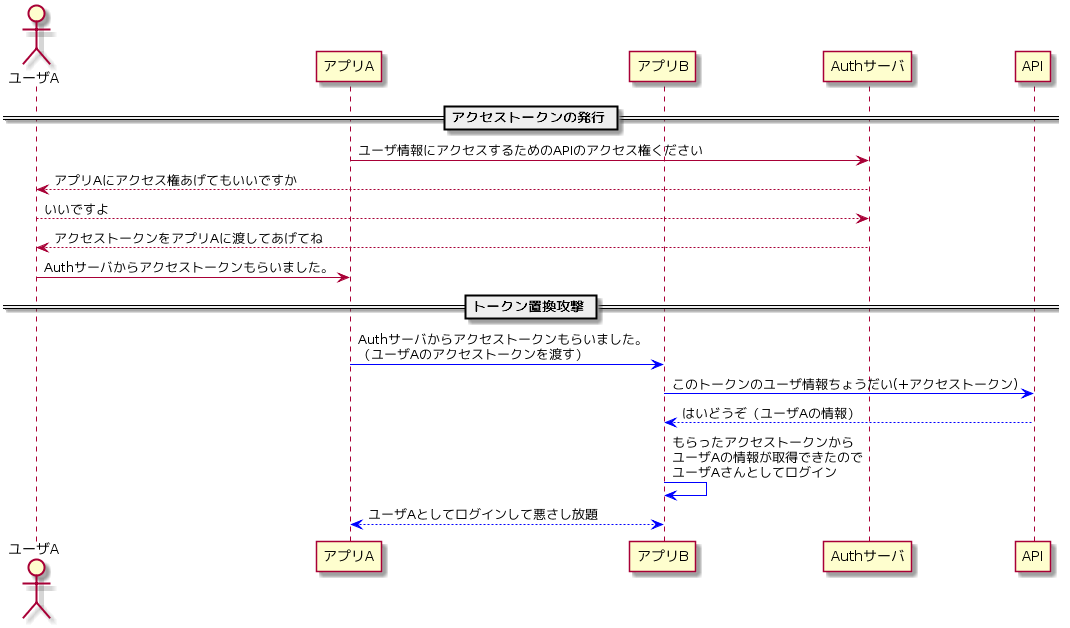 ユーザA
アプリA
アプリB
Authサーバ
API
アクセストークンの発行
ユーザ情報にアクセスするためのAPIのアクセス権ください
アプリAにアクセス権あげてもいいですか
いいですよ
アクセストークンをアプリAに渡してあげてね
Authサーバからアクセストークンもらいました。
トークン置換攻撃
Authサーバからアクセストークンもらいました。
（ユーザAのアクセストークンを渡す）
このトークンのユーザ情報ちょうだい(+アクセストークン)
はいどうぞ（ユーザAの情報）
もらったアクセストークンから
ユーザAの情報が取得できたので
ユーザAさんとしてログイン
ユーザAとしてログインして悪さし放題
ユーザA
アプリA
アプリB
Authサーバ
API